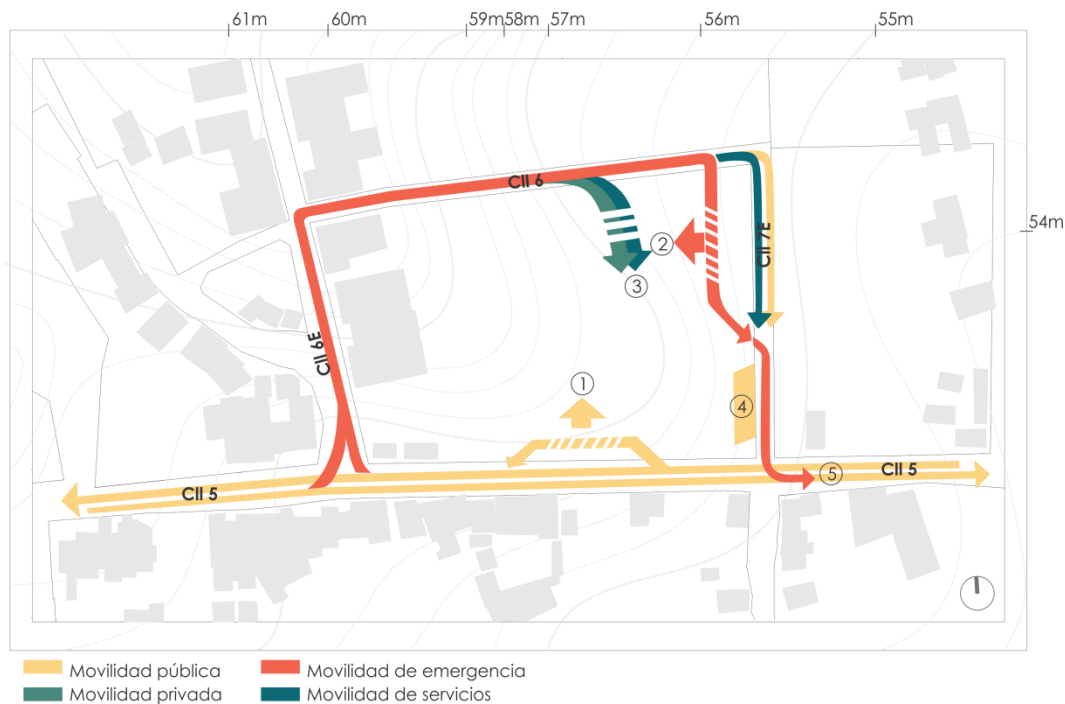 61m 60m 59m 58m 57m 56m 55m
Cll 6
Cll 7E
54m
2
3
Cll 6E
1
4
5
Cll 5
Cll 5
Movilidad pública
Movilidad de emergencia
Movilidad privada
Movilidad de servicios